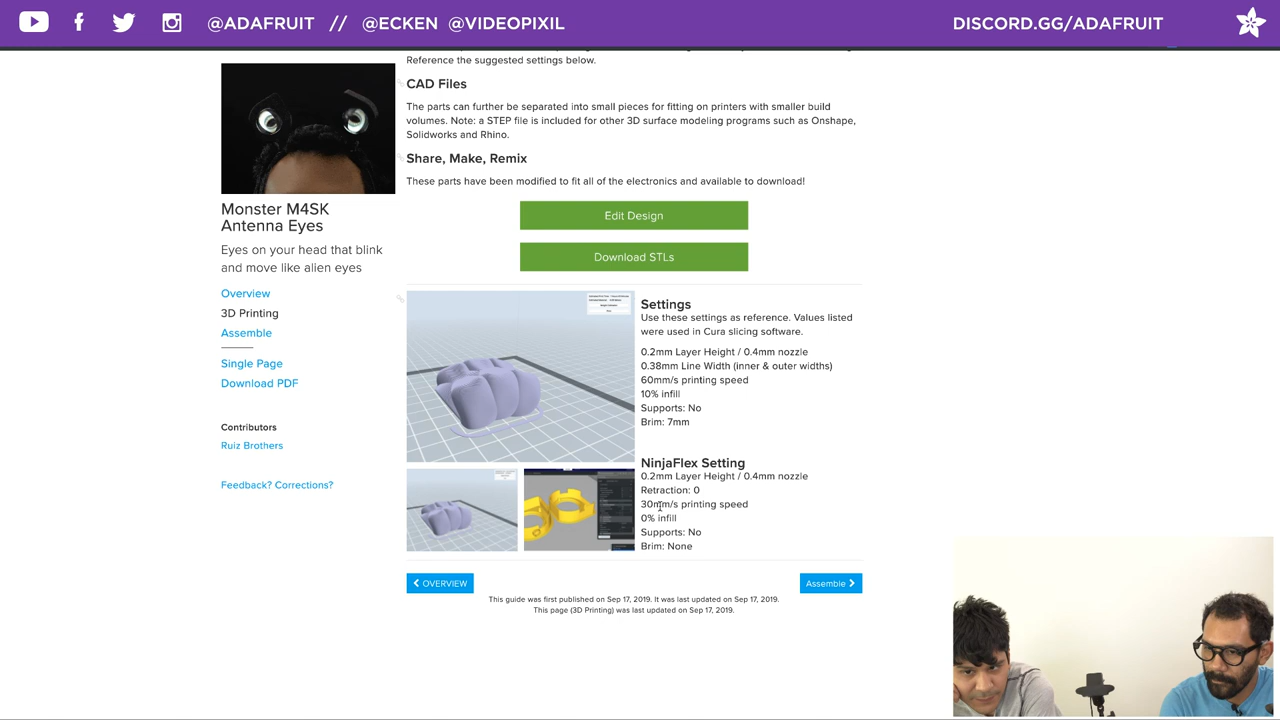 @ADAFRUIT // @ECKEN @VIDEOPIXIL
DISCORD.GG/ADAFRUIT
Reference the suggested settings below.
CAD Files
The parts can further be separated into small pieces for fitting on printers with smaller build
volumes. Note: a STEP file is included for other 3D surface modeling programs such as Onshape,
Solidworks and Rhino.
Share, Make, Remix
These parts have been modified to fit all of the electronics and available to download!
Edit Design
Download STLs
Monster M4SK
Antenna Eyes
Eyes on your head that blink
and move like alien eyes
Overview
3D Printing
Assemble
Single Page
Download PDF
Contributors
Ruiz Brothers
Feedback? Corrections?
Settings
Use these settings as reference. Values listed
were used in Cura slicing software.
0.2mm Layer Height / 0.4mm nozzle
0.38mm Line Width (inner & outer widths)
60mm/s printing speed
10% infill
Supports: No
Brim: 7mm
NinjaFlex Setting
0.2mm Layer Height / 0.4mm nozzle
Retraction: 0
30mm/s printing speed
0% infill
Supports: No
Brim: None
OVERVIEW
Assemble
This guide was first published on Sep 17, 2019. It was last updated on Sep 17, 2019.
This page (3D Printing) was last updated on Sep 17, 2019.